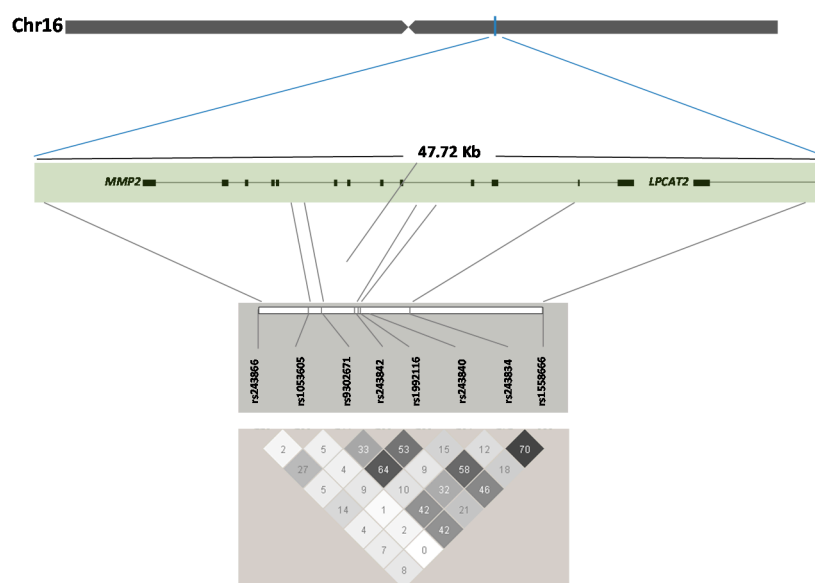 Chr16
47.72 Kb
MMP2 LPCAT2
rs243866 rs1053605 rs9302671 rs243842 rs1992116 rs243840 rs243834 rs1558666
2 5 33 53 15 12 70
27 4 64 9 58 18
5 9 10 32 46
14 1 42 21
4 2 42
7 0
8